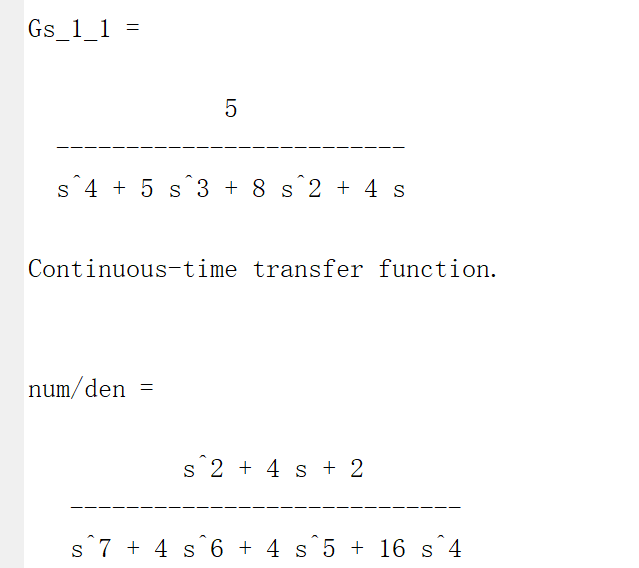 Gs_1_1 =
5
-------------------------
s^4 + 5 s^3 + 8 s^2 + 4 s
Continuous-time transfer function.
num/den =
s^2 + 4 s + 2
----------------------------
s^7 + 4 s^6 + 4 s^5 + 16 s^4